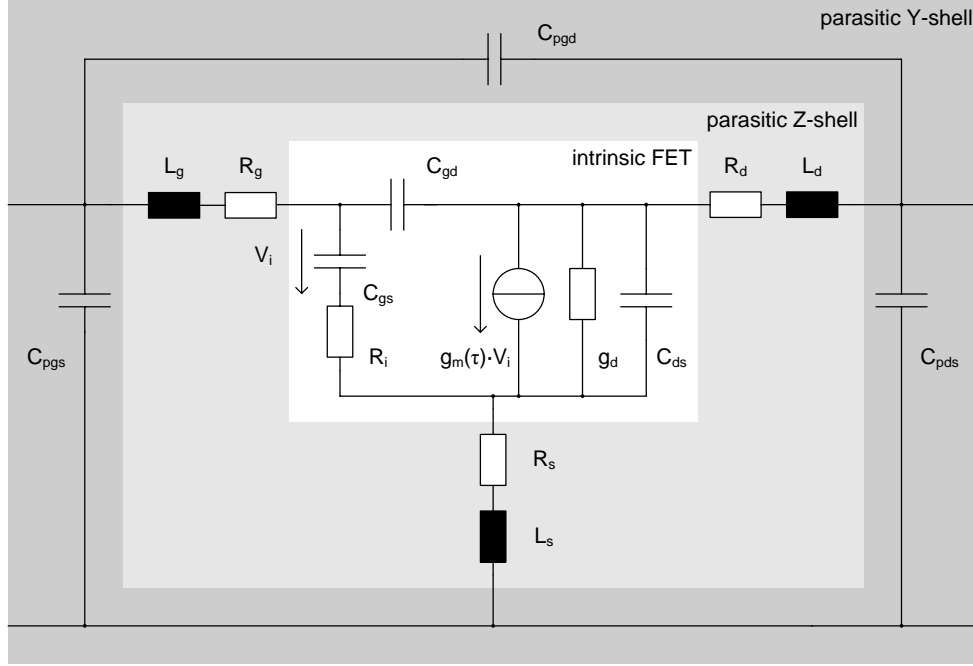 parasitic Y-shell
Cpgd
parasitic Z-shell
intrinsic FET
Lg Rg Cgd Rd Ld
Vi
Cgs
Cpgs Ri gm(τ)·Vi gd Cds Cpds
Rs
Ls